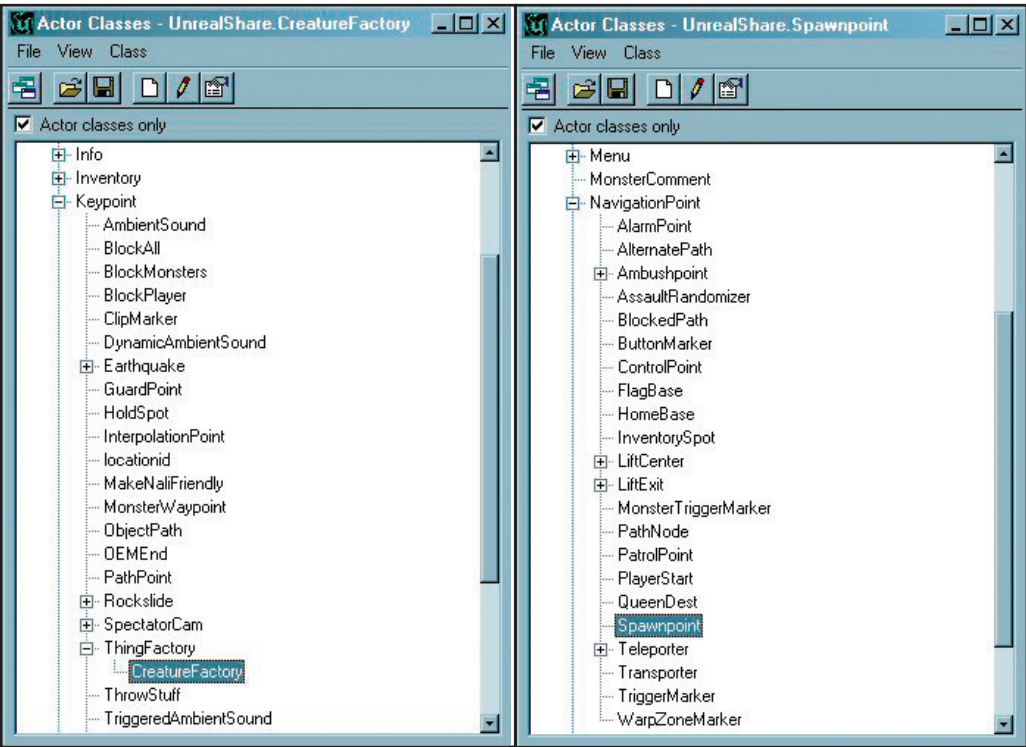 Actor Classes - UnrealShare.CreatureFactory
File View Class
Actor classes only
Info
Inventory
Keypoint
AmbientSound
BlockAll
BlockMonsters
BlockPlayer
ClipMarker
DynamicAmbientSound
Earthquake
GuardPoint
HoldSpot
InterpolationPoint
locationid
MakeNaliFriendly
MonsterWaypoint
ObjectPath
OEMEnd
PathPoint
Rockslide
SpectatorCam
ThingFactory
CreatureFactory
ThrowStuff
TriggeredAmbientSound
Actor Classes - UnrealShare.Spawnpoint
File View Class
Actor classes only
Menu
MonsterComment
NavigationPoint
AlarmPoint
AlternatePath
Ambushpoint
AssaultRandomizer
BlockedPath
ButtonMarker
ControlPoint
FlagBase
HomeBase
InventorySpot
LiftCenter
LiftExit
MonsterTriggerMarker
PathNode
PatrolPoint
PlayerStart
QueenDest
Spawnpoint
Teleporter
Transporter
TriggerMarker
WarpZoneMarker